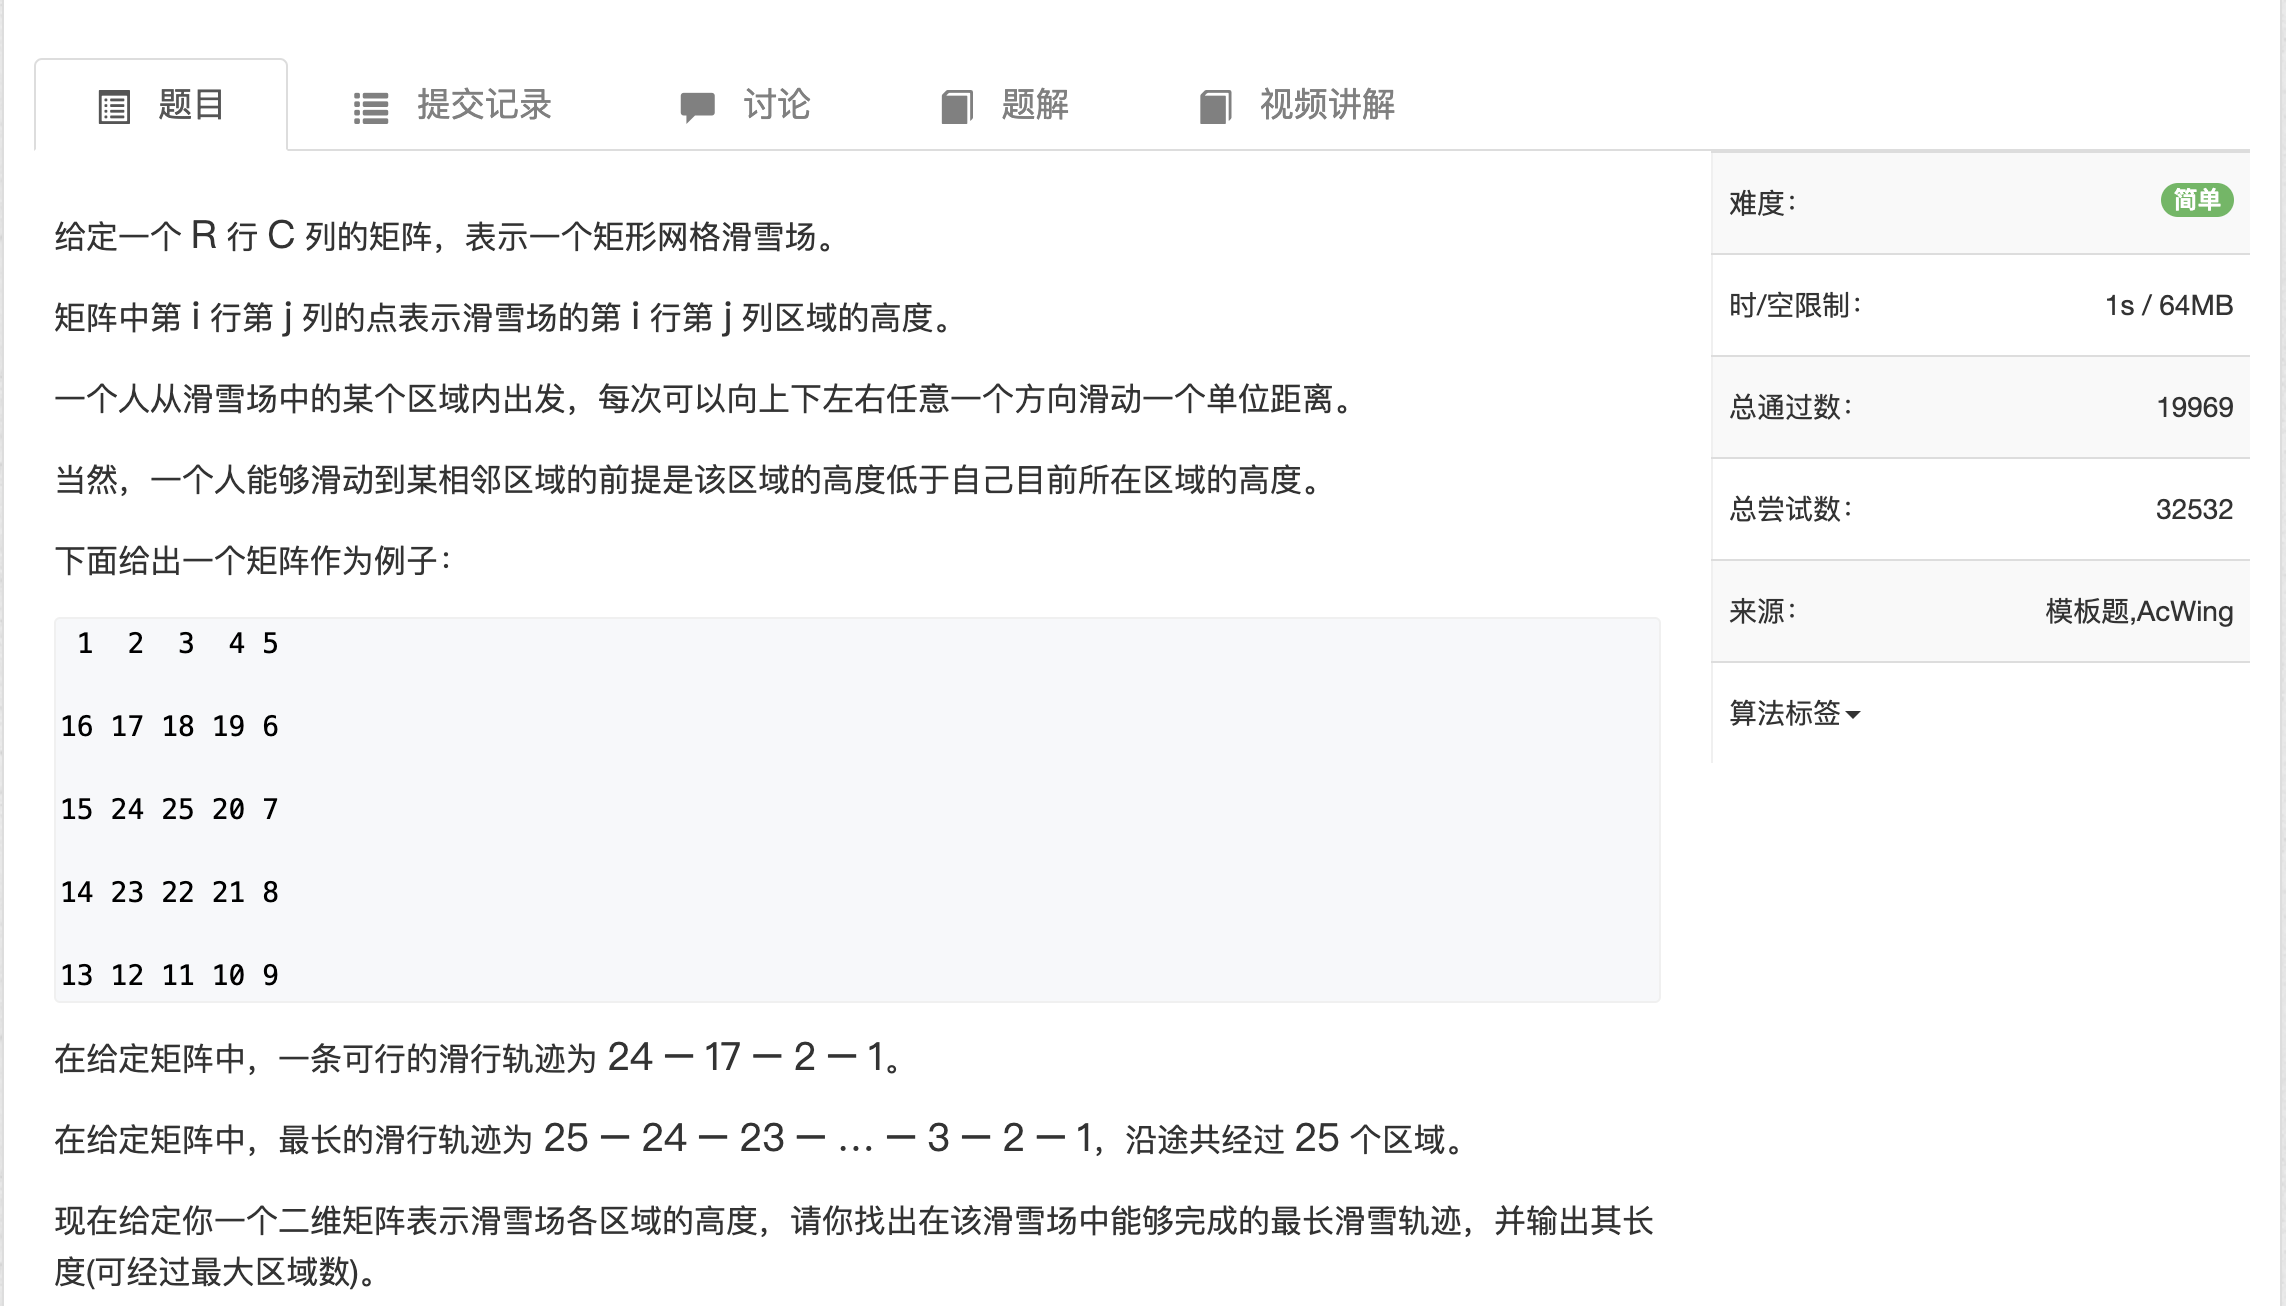 题目 提交记录 讨论 题解 视频讲解
给定一个 R 行 C 列的矩阵，表示一个矩形网格滑雪场。
矩阵中第 i 行第 j 列的点表示滑雪场的第 i 行第 j 列区域的高度。
一个人从滑雪场中的某个区域内出发，每次可以向上下左右任意一个方向滑动一个单位距离。
当然，一个人能够滑动到某相邻区域的前提是该区域的高度低于自己目前所在区域的高度。
下面给出一个矩阵作为例子：
1 2 3 4 5
16 17 18 19 6
15 24 25 20 7
14 23 22 21 8
13 12 11 10 9
在给定矩阵中，一条可行的滑行轨迹为 24 − 17 − 2 − 1。
在给定矩阵中，最长的滑行轨迹为 25 − 24 − 23 − … − 3 − 2 − 1，沿途共经过 25 个区域。
现在给定你一个二维矩阵表示滑雪场各区域的高度，请你找出在该滑雪场中能够完成的最长滑雪轨迹，并输出其长
度(可经过最大区域数)。
难度： 简单
时/空限制： 1s / 64MB
总通过数： 19969
总尝试数： 32532
来源： 模板题,AcWing
算法标签